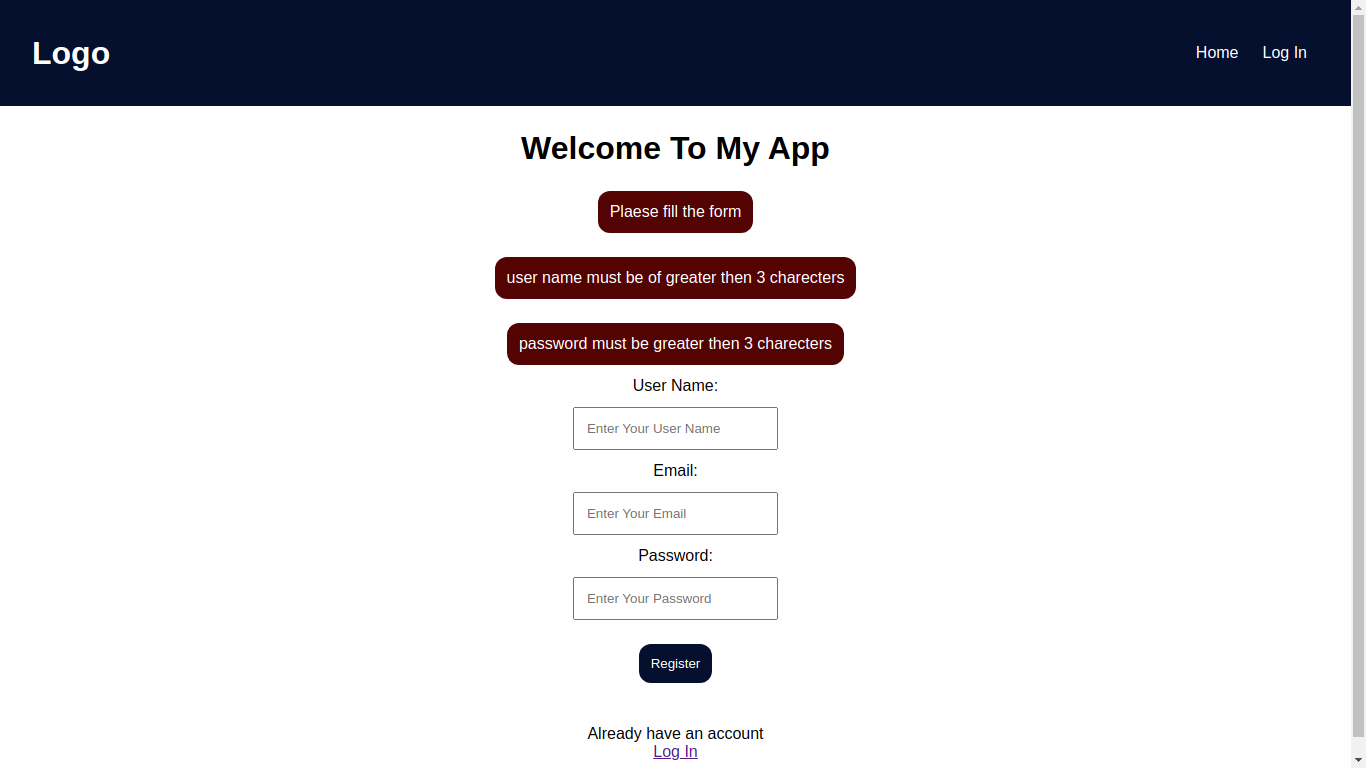 Logo
Home
Log In
Welcome To My App
Plaese fill the form
user name must be of greater then 3 charecters
password must be greater then 3 charecters
User Name:
Enter Your User Name
Email:
Enter Your Email
Password:
Enter Your Password
Register
Already have an account
Log In